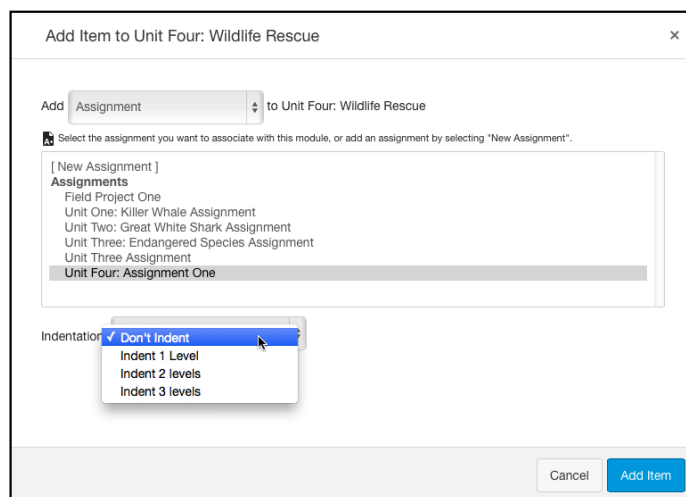 Add Item to Unit Four: Wildlife Rescue ×
Add Assignment to Unit Four: Wildlife Rescue
A+ Select the assignment you want to associate with this module, or add an assignment by selecting "New Assignment".
[ New Assignment ]
Assignments
Field Project One
Unit One: Killer Whale Assignment
Unit Two: Great White Shark Assignment
Unit Three: Endangered Species Assignment
Unit Three Assignment
Unit Four: Assignment One
Indentation ✓ Don't Indent
Indent 1 Level
Indent 2 levels
Indent 3 levels
Cancel Add Item